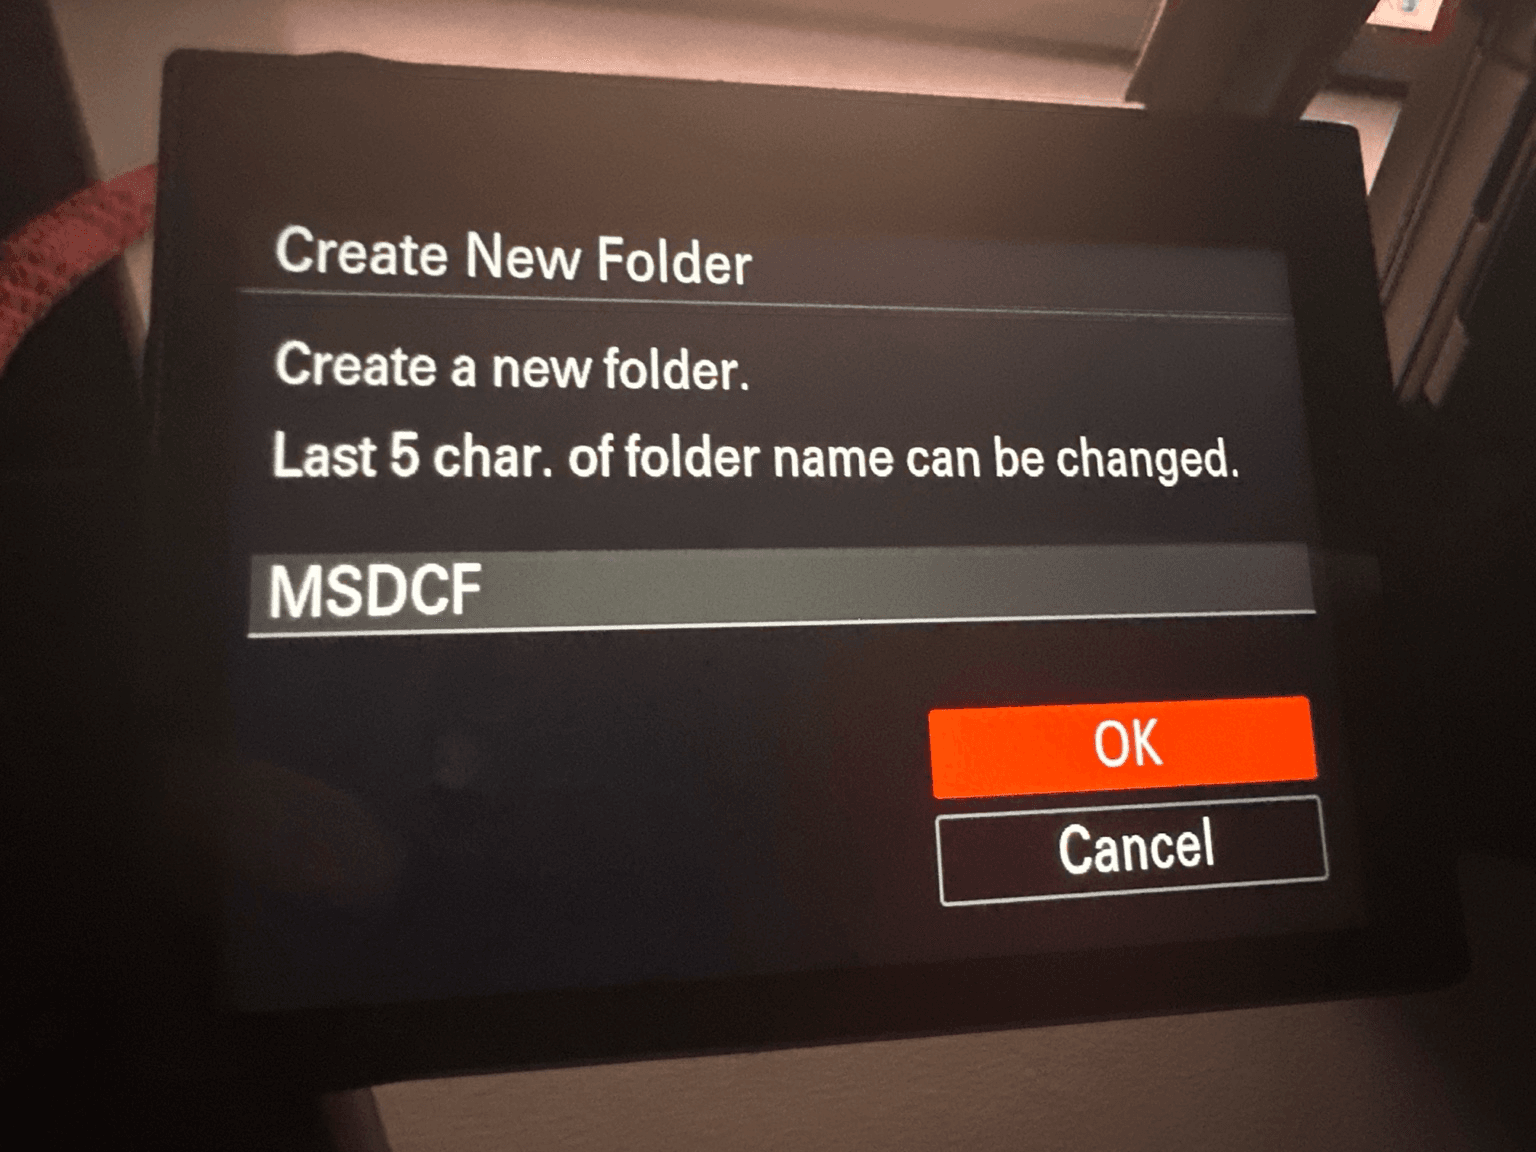 Create New Folder
Create a new folder.
Last 5 char. of folder name can be changed.
MSDCF
OK
Cancel